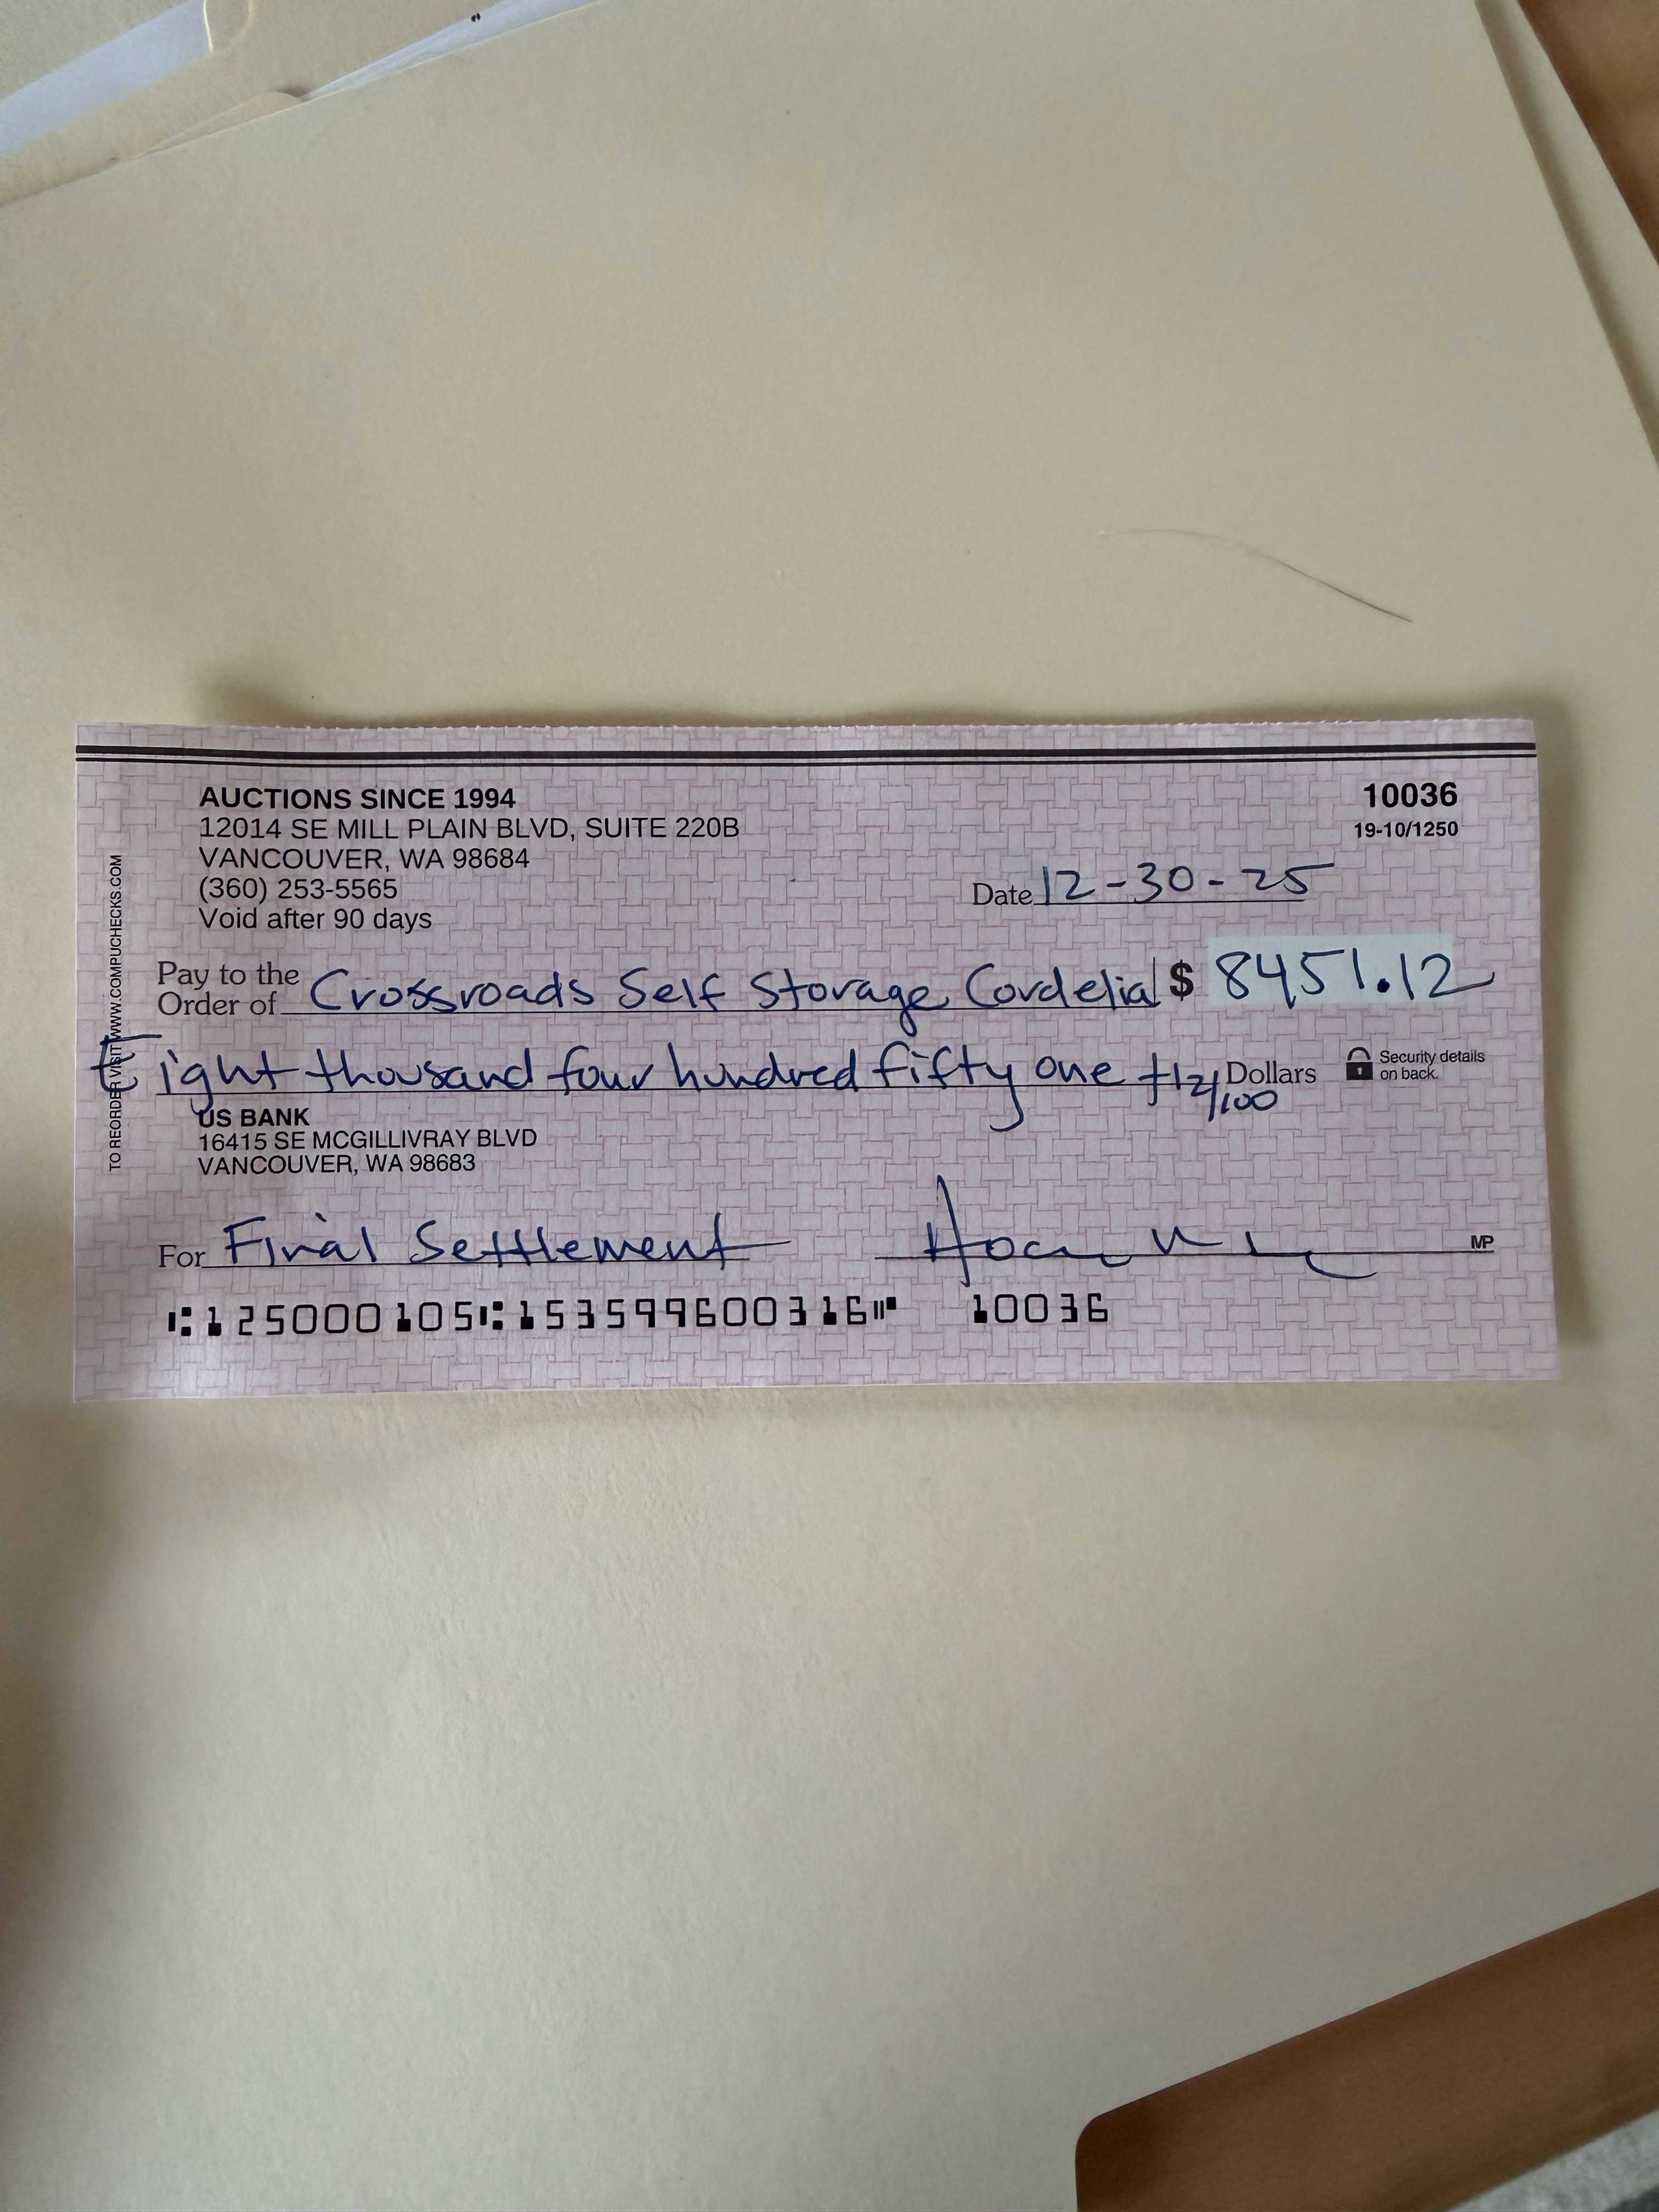 AUCTIONS SINCE 1994
12014 SE MILL PLAIN BLVD, SUITE 220B
VANCOUVER, WA 98684
(360) 253-5565
Void after 90 days
10036
19-10/1250
Date 12-30-25
Pay to the Order of Crossroads Self Storage Cordelia $ 8451.12
Eight thousand four hundred fifty one +12/100 Dollars
Security details on back.
US BANK
16415 SE MCGILLIVRAY BLVD
VANCOUVER, WA 98683
For Final Settlement
MP
⑆125000105⑆153599600316⑈ 10036
TO REORDER VISIT WWW.COMPUCHECKS.COM